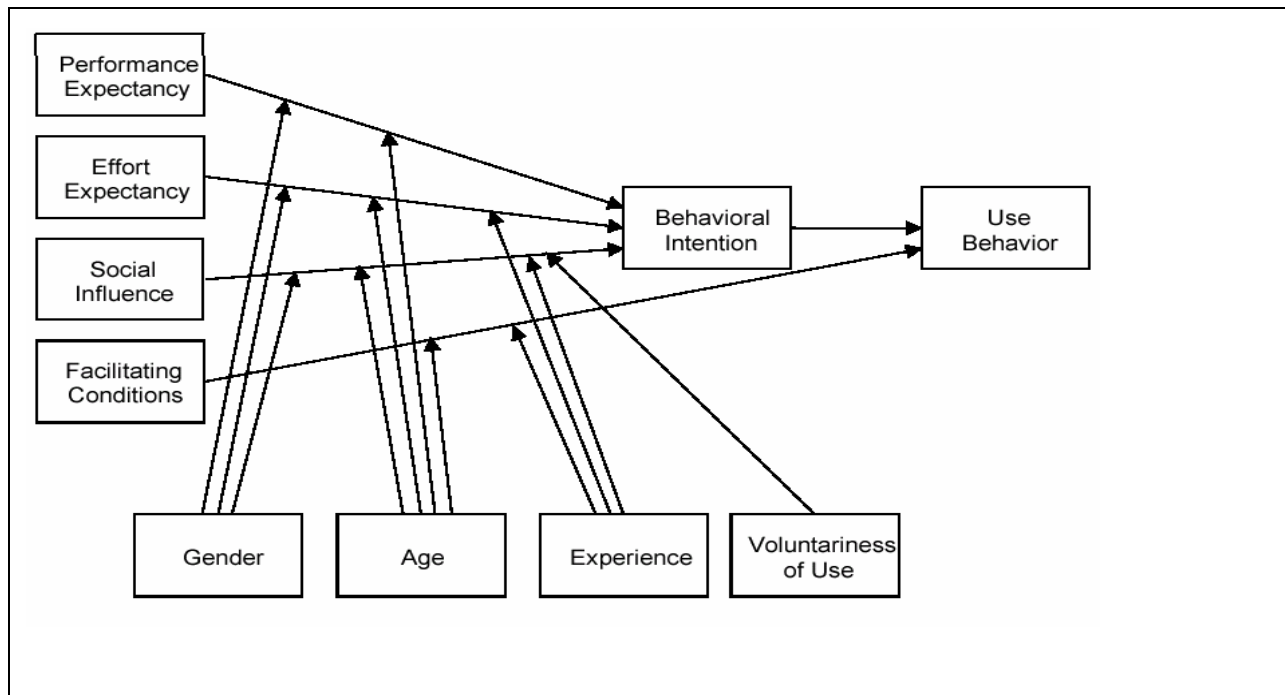 Performance
Expectancy
Effort
Expectancy
Social
Influence
Facilitating
Conditions
Behavioral
Intention
Use
Behavior
Gender
Age
Experience
Voluntariness
of Use